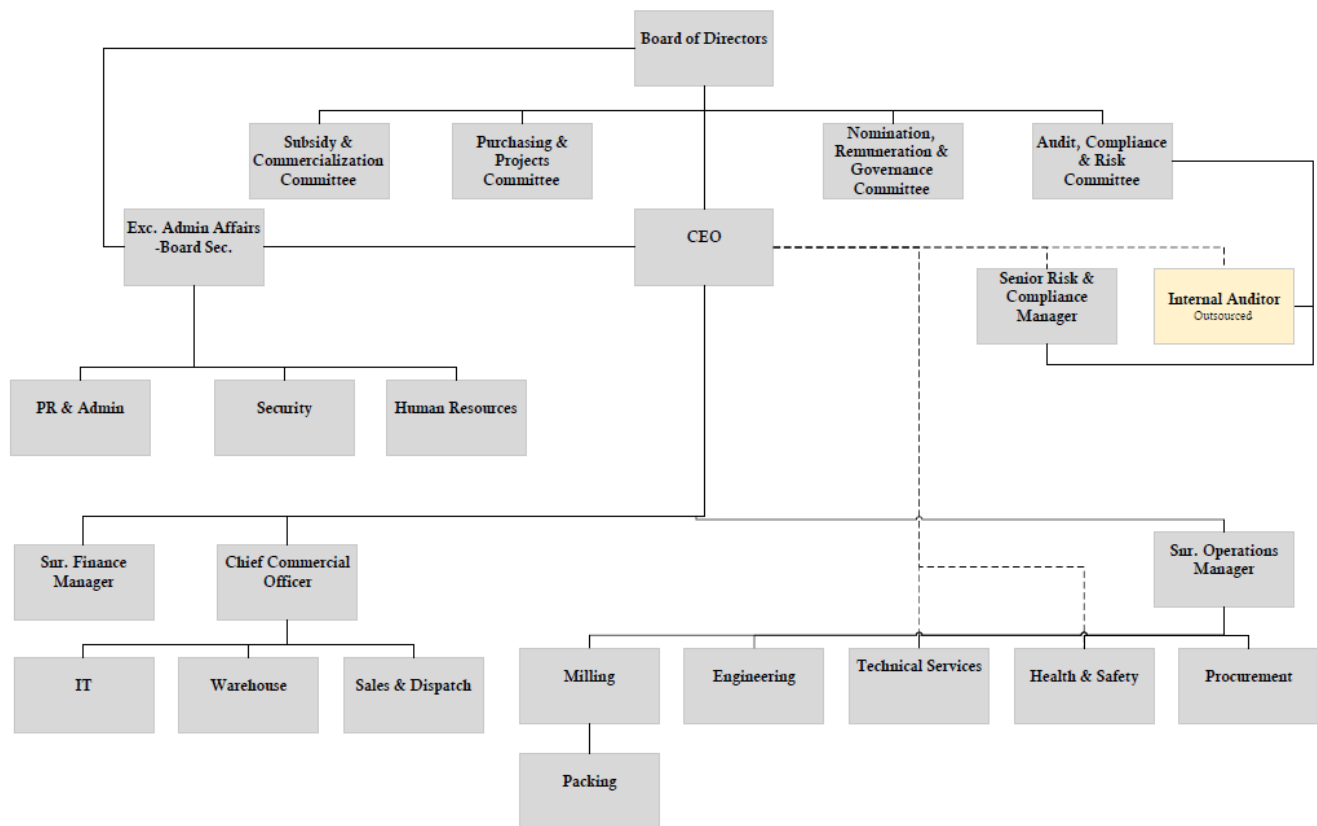 Board of Directors
Subsidy &
Commercialization
Committee
Purchasing &
Projects
Committee
Nomination,
Remuneration &
Governance
Committee
Audit, Compliance
& Risk
Committee
Exc. Admin Affairs
-Board Sec.
CEO
Senior Risk &
Compliance
Manager
Internal Auditor
Outsourced
PR & Admin
Security
Human Resources
Snr. Finance
Manager
Chief Commercial
Officer
Snr. Operations
Manager
IT
Warehouse
Sales & Dispatch
Milling
Engineering
Technical Services
Health & Safety
Procurement
Packing